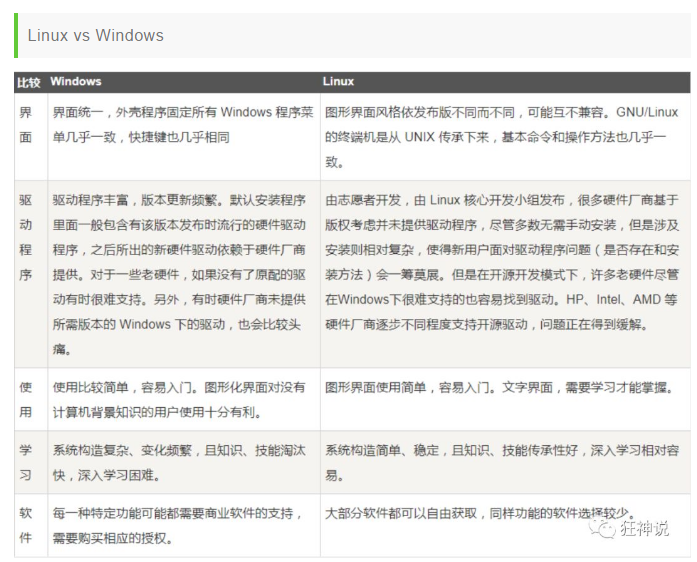 Linux vs Windows
比较 Windows Linux
界面
界面统一，外壳程序固定所有 Windows 程序菜
单几乎一致，快捷键也几乎相同
图形界面风格依发布版不同而不同，可能互不兼容。GNU/Linux
的终端机是从 UNIX 传承下来，基本命令和操作方法也几乎一
致。
驱动程序
驱动程序丰富，版本更新频繁。默认安装程序
里面一般包含有该版本发布时流行的硬件驱动
程序，之后所出的新硬件驱动依赖于硬件厂商
提供。对于一些老硬件，如果没有了原配的驱
动有时很难支持。另外，有时硬件厂商未提供
所需版本的 Windows 下的驱动，也会比较头
痛。
由志愿者开发，由 Linux 核心开发小组发布，很多硬件厂商基于
版权考虑并未提供驱动程序，尽管多数无需手动安装，但是涉及
安装则相对复杂，使得新用户面对驱动程序问题（是否存在和安
装方法）会一筹莫展。但是在开源开发模式下，许多老硬件尽管
在Windows下很难支持的也容易找到驱动。HP、Intel、AMD 等
硬件厂商逐步不同程度支持开源驱动，问题正在得到缓解。
使用
使用比较简单，容易入门。图形化界面对没有
计算机背景知识的用户使用十分有利。
图形界面使用简单，容易入门。文字界面，需要学习才能掌握。
学习
系统构造复杂、变化频繁，且知识、技能淘汰
快，深入学习困难。
系统构造简单、稳定，且知识、技能传承性好，深入学习相对容
易。
软件
每一种特定功能可能都需要商业软件的支持，
需要购买相应的授权。
大部分软件都可以自由获取，同样功能的软件选择较少。
狂神说